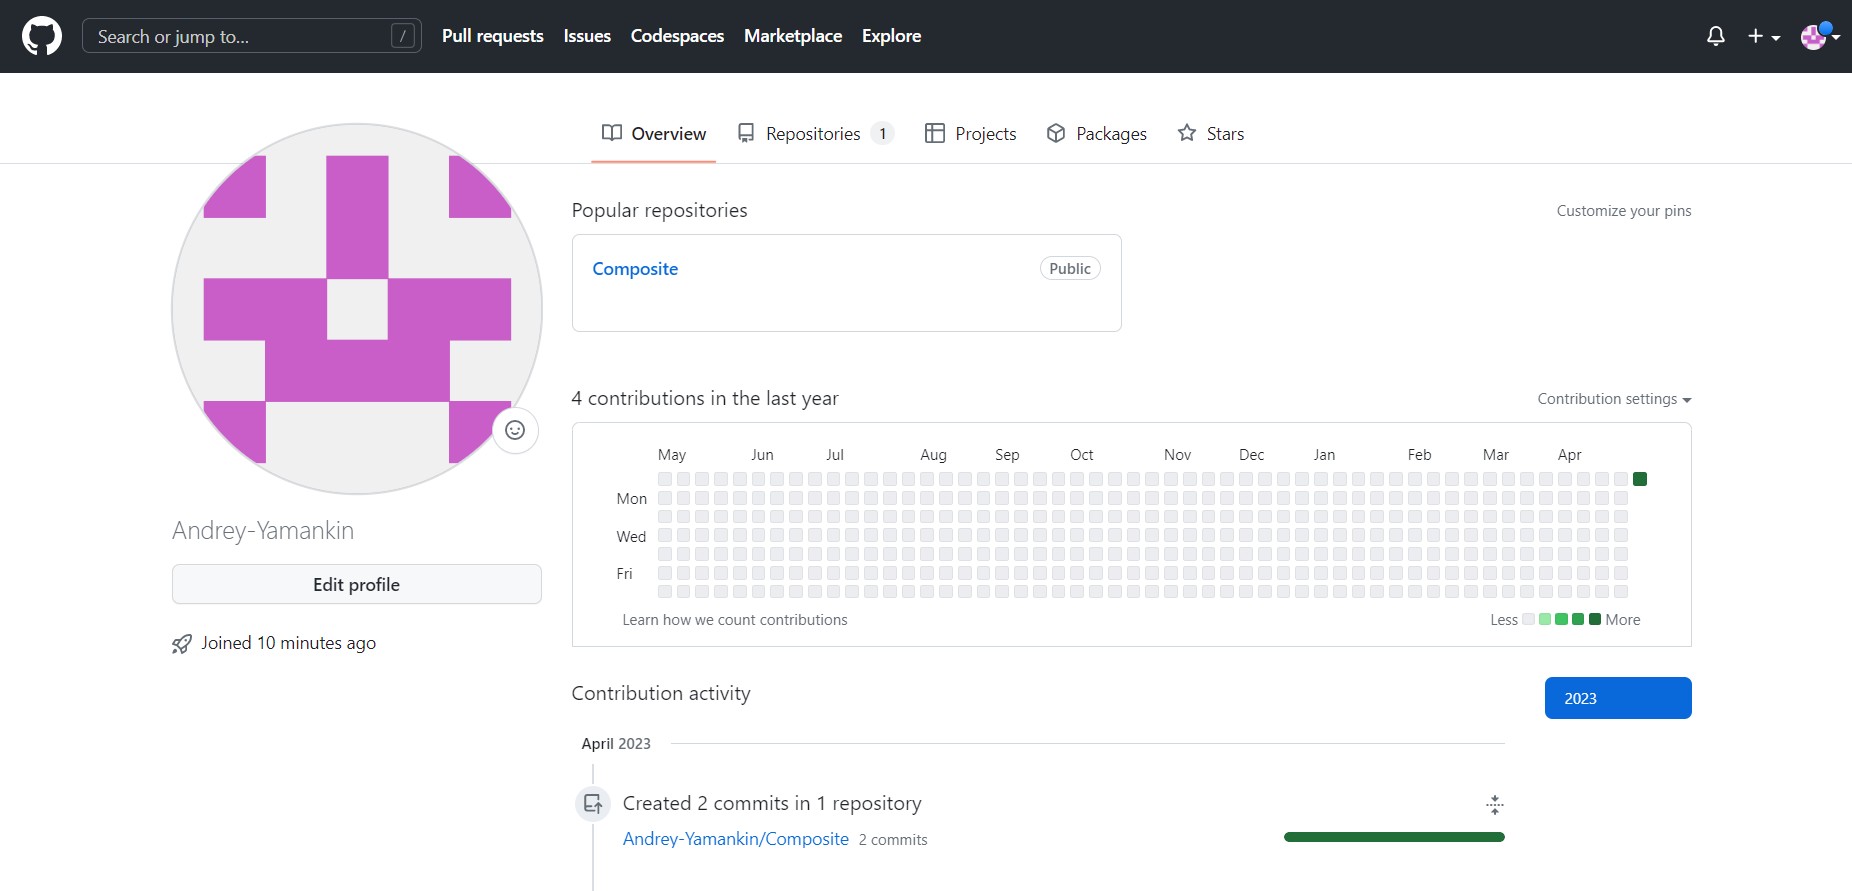 Search or jump to... / Pull requests Issues Codespaces Marketplace Explore
Overview Repositories 1 Projects Packages Stars
Popular repositories Customize your pins
Composite Public
4 contributions in the last year Contribution settings
May Jun Jul Aug Sep Oct Nov Dec Jan Feb Mar Apr
Mon
Wed
Fri
Learn how we count contributions Less More
Andrey-Yamankin
Edit profile
Joined 10 minutes ago
Contribution activity 2023
April 2023
Created 2 commits in 1 repository
Andrey-Yamankin/Composite 2 commits